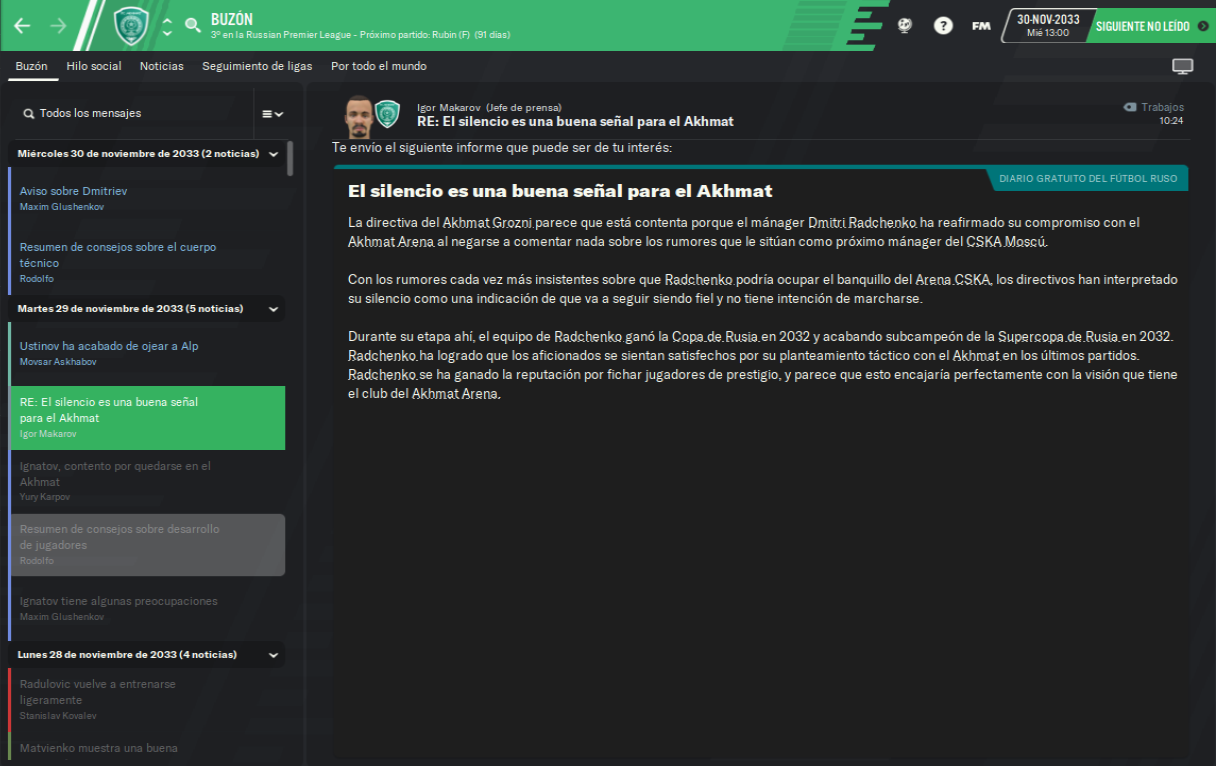 BUZÓN
3º en la Russian Premier League - Próximo partido: Rubin (F) (91 días)
?
FM
30-NOV-2033
Mié 13:00
SIGUIENTE NO LEÍDO
Buzón
Hilo social
Noticias
Seguimiento de ligas
Por todo el mundo
Todos los mensajes
Miércoles 30 de noviembre de 2033 (2 noticias)
Aviso sobre Dmitriev
Maxim Glushenkov
Resumen de consejos sobre el cuerpo
técnico
Rodolfo
Martes 29 de noviembre de 2033 (5 noticias)
Ustinov ha acabado de ojear a Alp
Movsar Askhabov
RE: El silencio es una buena señal
para el Akhmat
Igor Makarov
Ignatov, contento por quedarse en el
Akhmat
Yury Karpov
Resumen de consejos sobre desarrollo
de jugadores
Rodolfo
Ignatov tiene algunas preocupaciones
Maxim Glushenkov
Lunes 28 de noviembre de 2033 (4 noticias)
Radulovic vuelve a entrenarse
ligeramente
Stanislav Kovalev
Matvienko muestra una buena
Igor Makarov (Jefe de prensa)
RE: El silencio es una buena señal para el Akhmat
Trabajos
10:24
Te envío el siguiente informe que puede ser de tu interés:
DIARIO GRATUITO DEL FÚTBOL RUSO
El silencio es una buena señal para el Akhmat
La directiva del Akhmat Grozni parece que está contenta porque el mánager Dmitri Radchenko ha reafirmado su compromiso con el
Akhmat Arena al negarse a comentar nada sobre los rumores que le sitúan como próximo mánager del CSKA Moscú.
Con los rumores cada vez más insistentes sobre que Radchenko podría ocupar el banquillo del Arena CSKA, los directivos han interpretado
su silencio como una indicación de que va a seguir siendo fiel y no tiene intención de marcharse.
Durante su etapa ahí, el equipo de Radchenko ganó la Copa de Rusia en 2032 y acabando subcampeón de la Supercopa de Rusia en 2032.
Radchenko ha logrado que los aficionados se sientan satisfechos por su planteamiento táctico con el Akhmat en los últimos partidos.
Radchenko se ha ganado la reputación por fichar jugadores de prestigio, y parece que esto encajaría perfectamente con la visión que tiene
el club del Akhmat Arena.